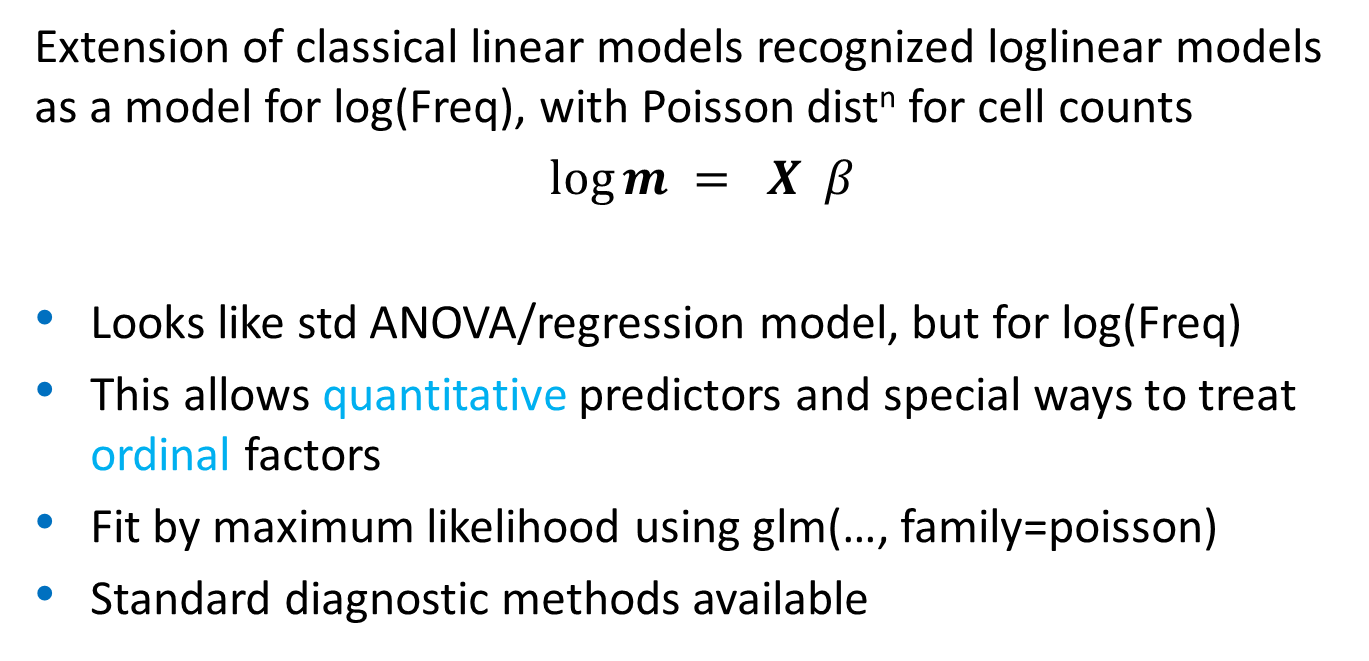 Extension of classical linear models recognized loglinear models
as a model for log(Freq), with Poisson distⁿ for cell counts
log m = X β
• Looks like std ANOVA/regression model, but for log(Freq)
• This allows quantitative predictors and special ways to treat
ordinal factors
• Fit by maximum likelihood using glm(…, family=poisson)
• Standard diagnostic methods available